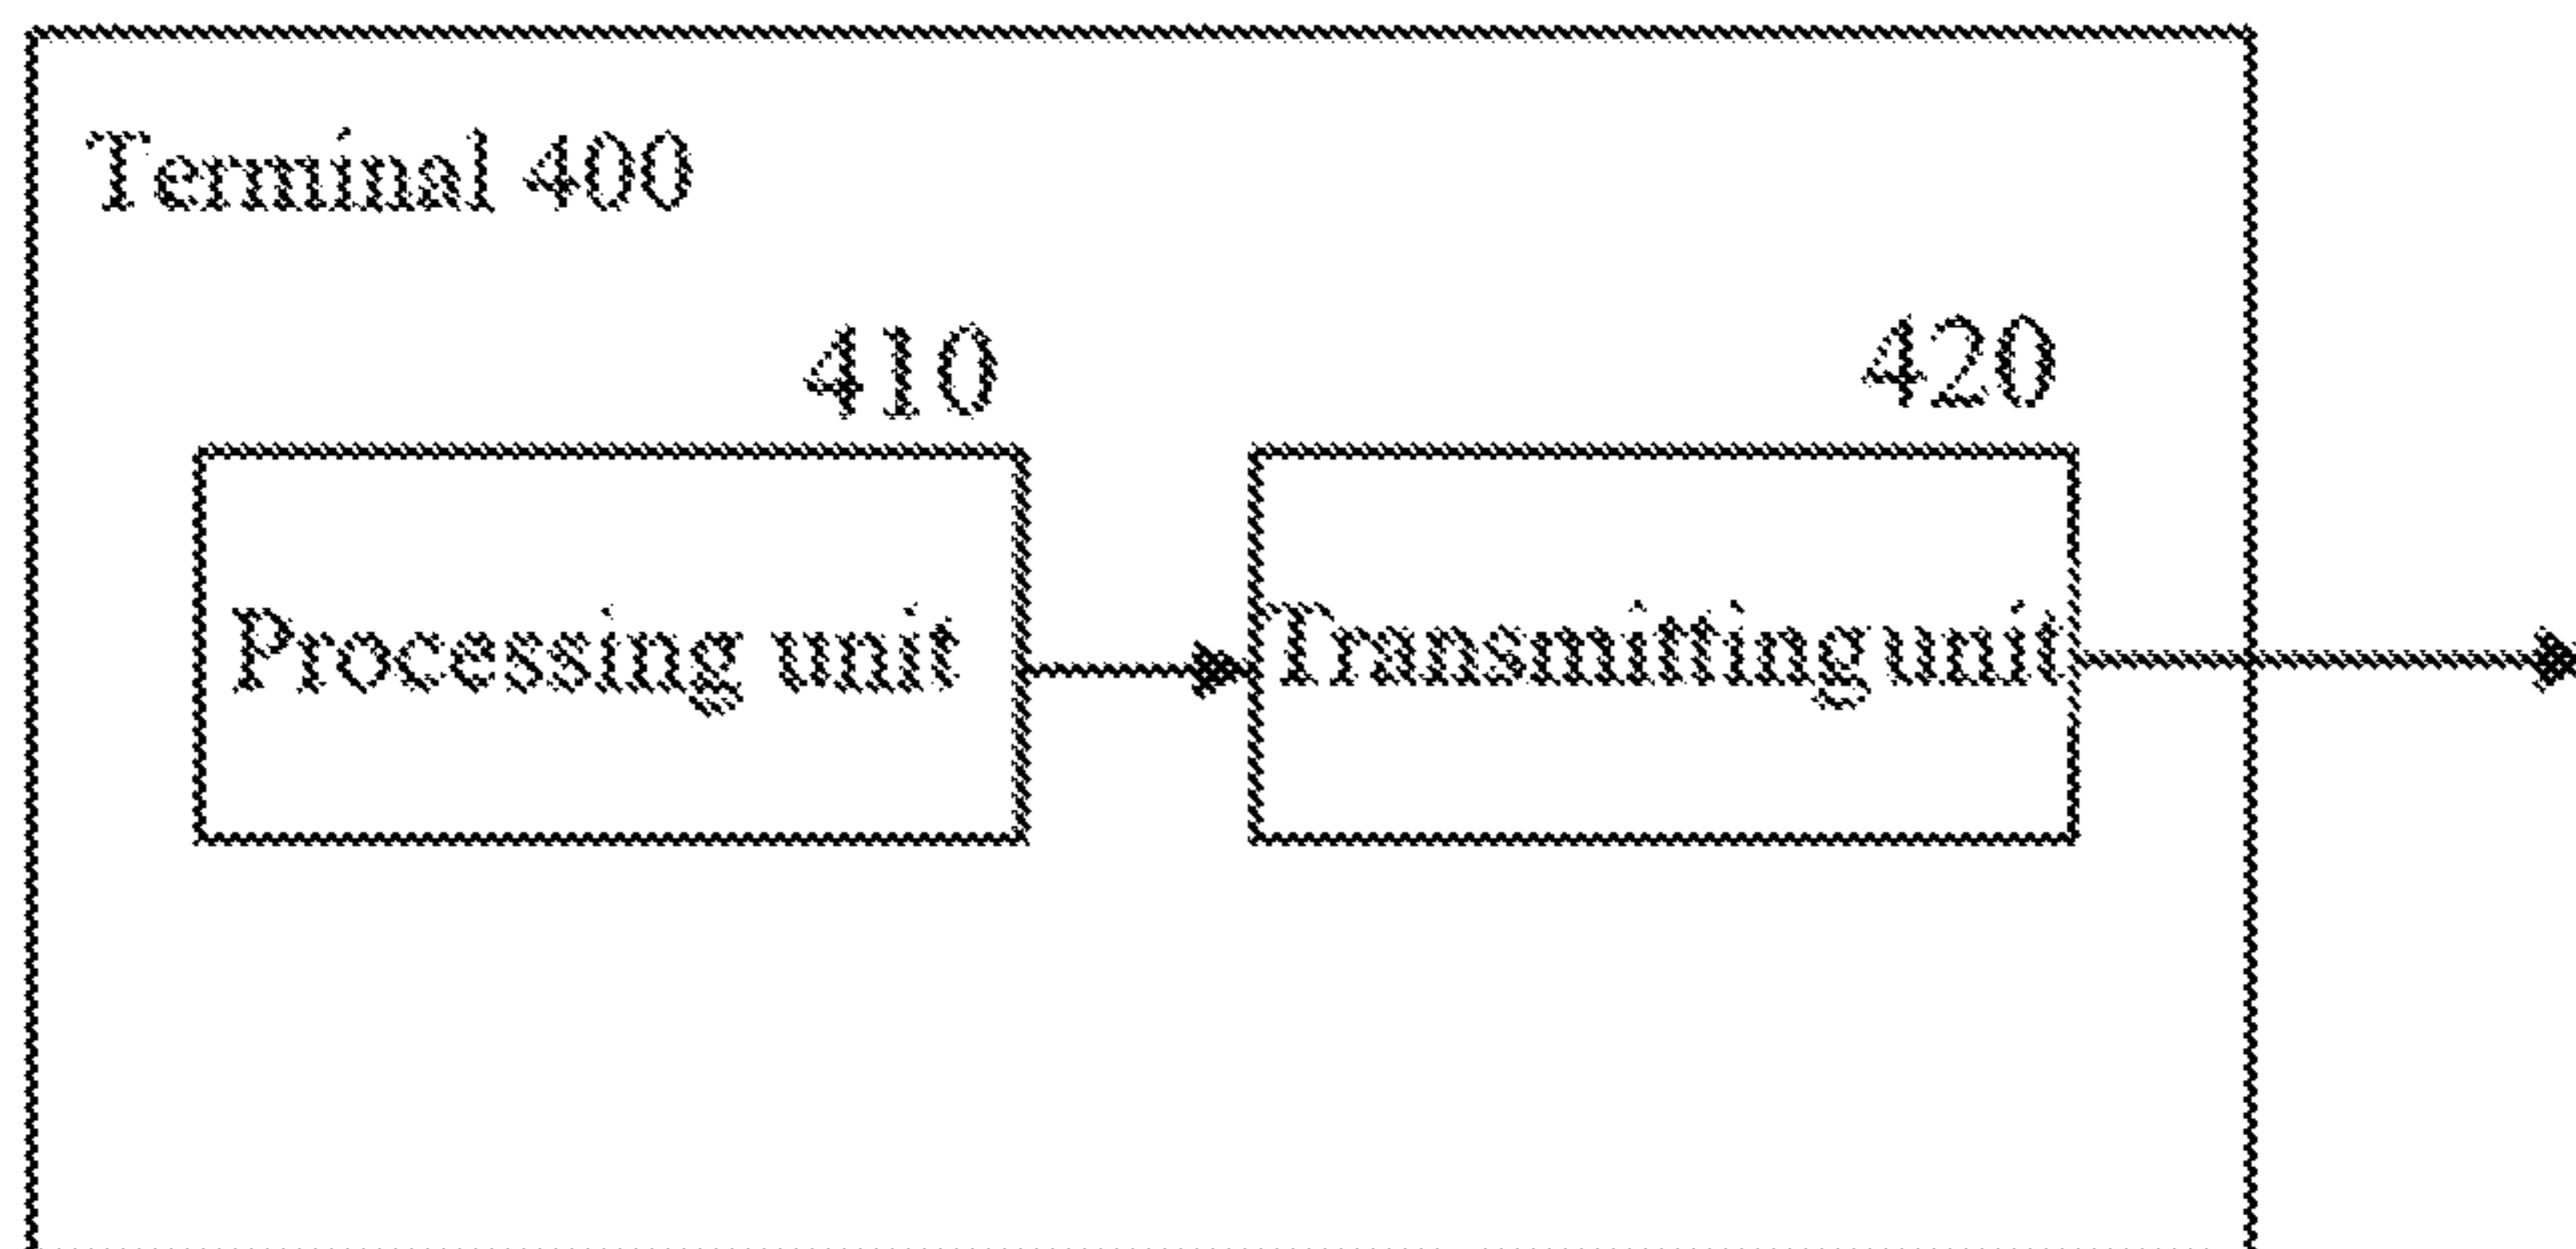 Terminal 400
410
420
Processing unit
Transmitting unit